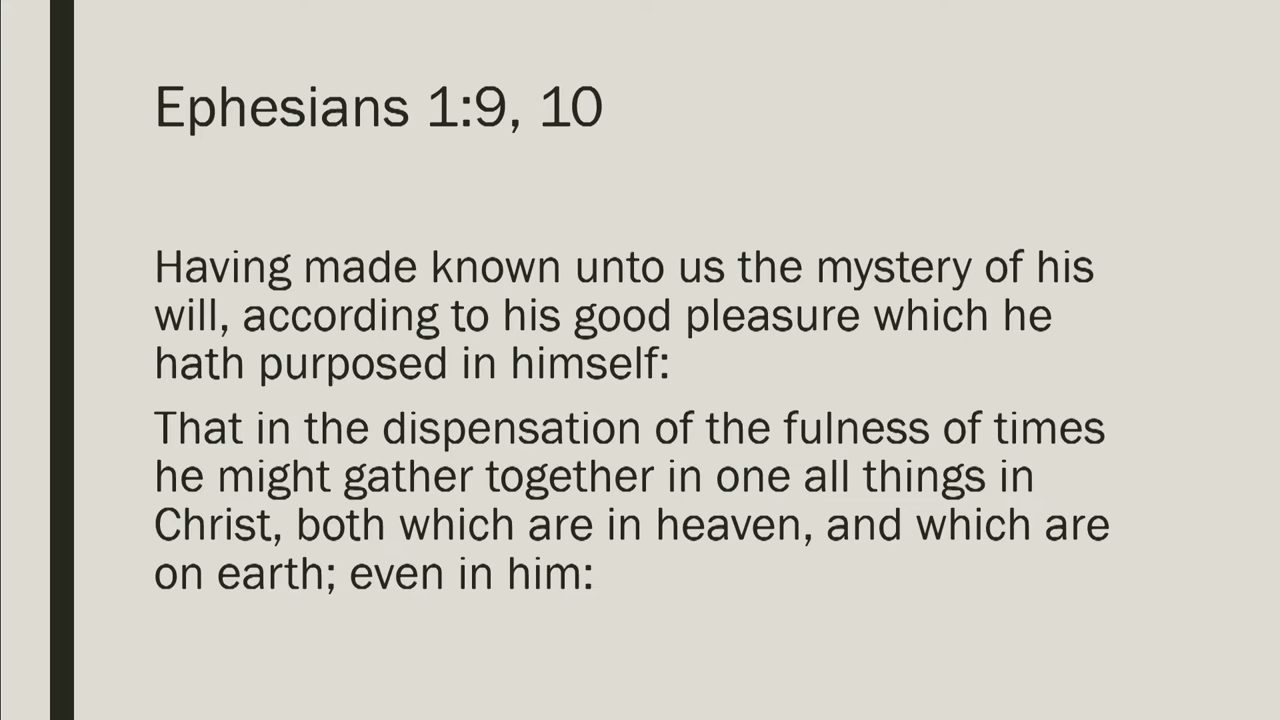 Ephesians 1:9, 10
Having made known unto us the mystery of his
will, according to his good pleasure which he
hath purposed in himself:
That in the dispensation of the fulness of times
he might gather together in one all things in
Christ, both which are in heaven, and which are
on earth; even in him: